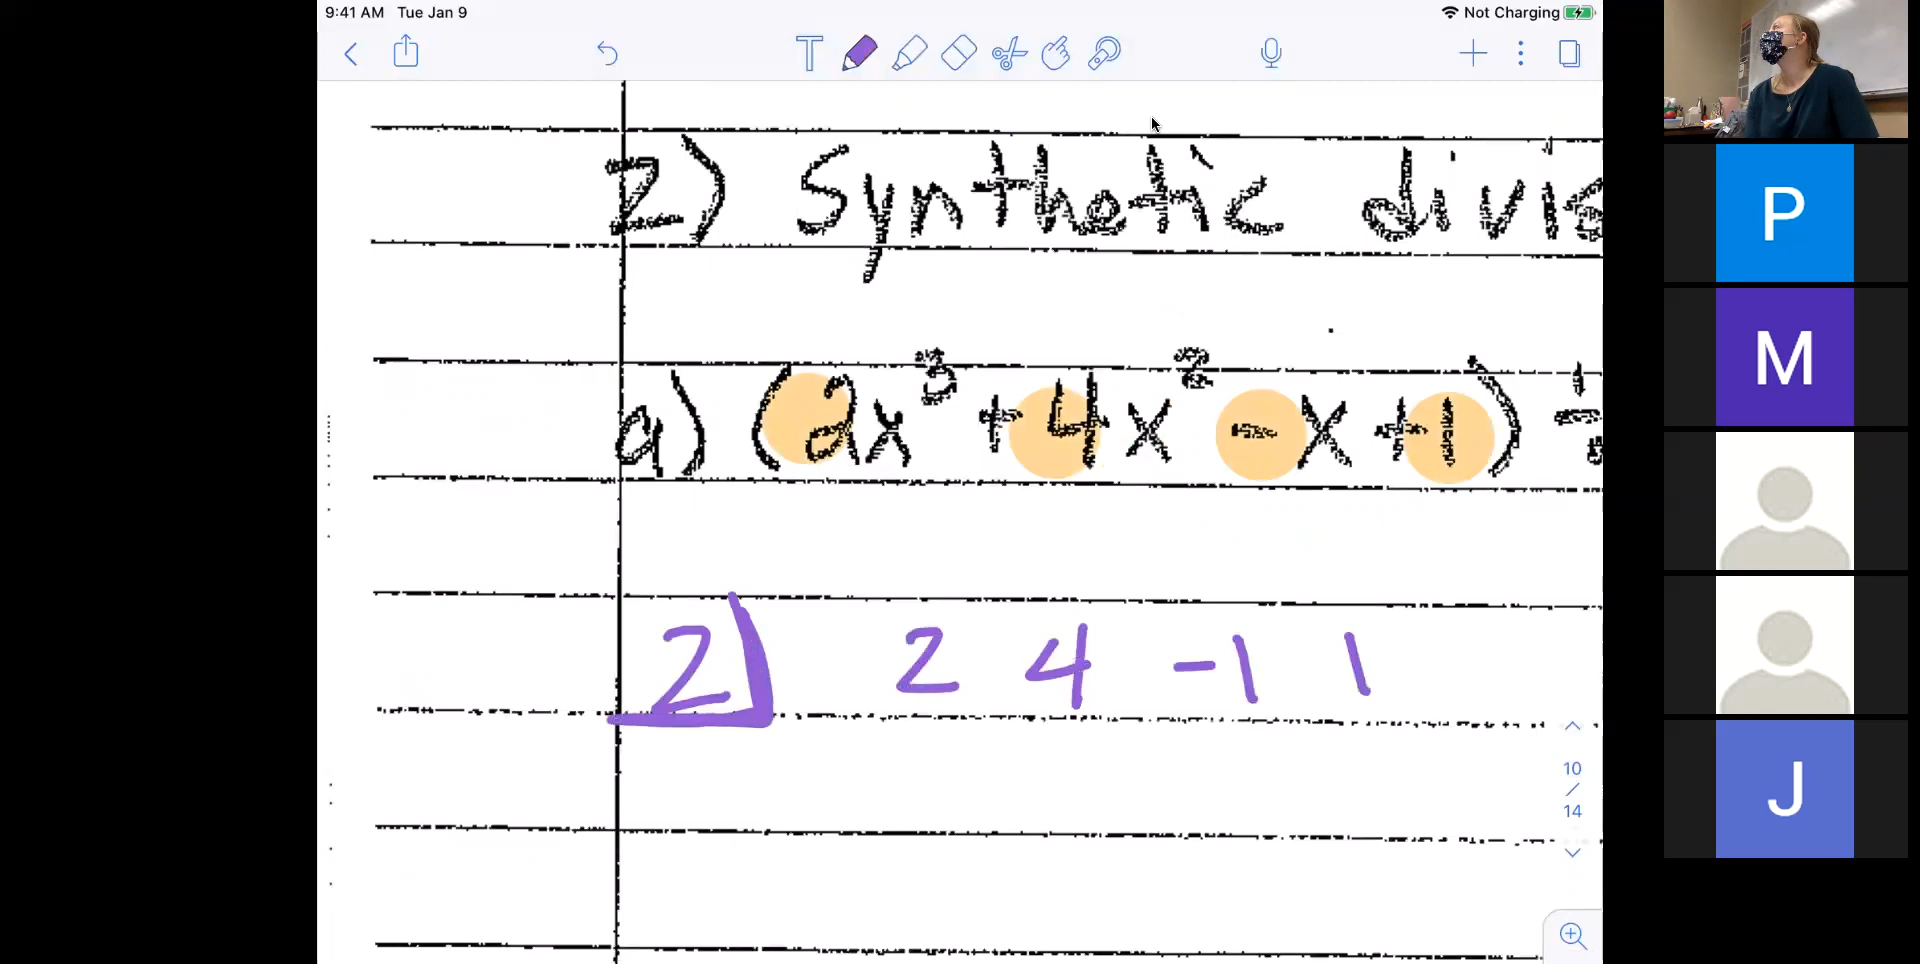 9:41 AM Tue Jan 9
Not Charging
T
2) Synthetic divis
a) (2x³ + 4x² - x + 1) ÷
2) 2 4 -1 1
10
/
14
P
M
J